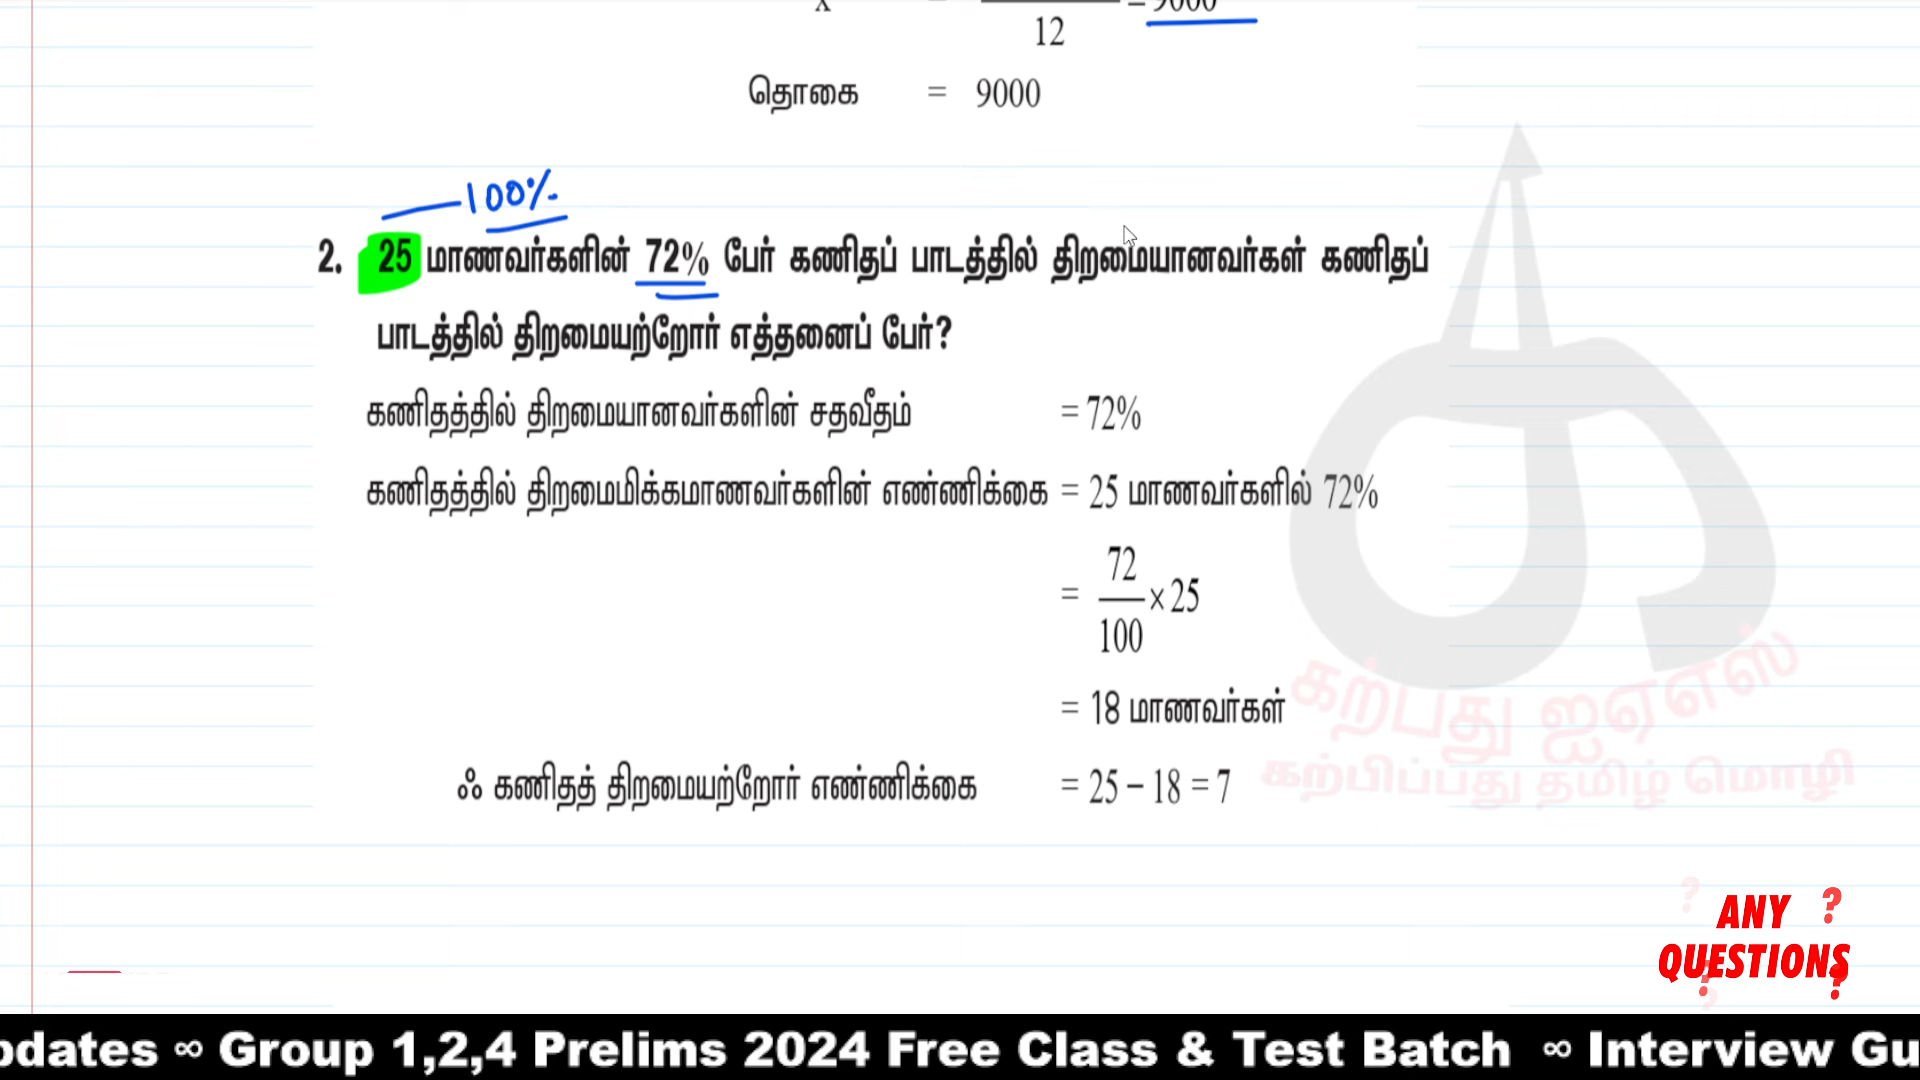 x = = 9000
12
தொகை = 9000
100%
2. 25 மாணவர்களின் 72% பேர் கணிதப் பாடத்தில் திறமையானவர்கள் கணிதப்
பாடத்தில் திறமையற்றோர் எத்தனைப் பேர்?
கணிதத்தில் திறமையானவர்களின் சதவீதம் = 72%
கணிதத்தில் திறமைமிக்கமாணவர்களின் எண்ணிக்கை = 25 மாணவர்களில் 72%
= 72/100 × 25
= 18 மாணவர்கள்
ஃ கணிதத் திறமையற்றோர் எண்ணிக்கை = 25 – 18 = 7
கற்பது ஐஏஎஸ்
கற்பிப்பது தமிழ் மொழி
ANY ?
QUESTIONS
pdates ∞ Group 1,2,4 Prelims 2024 Free Class & Test Batch ∞ Interview Gu